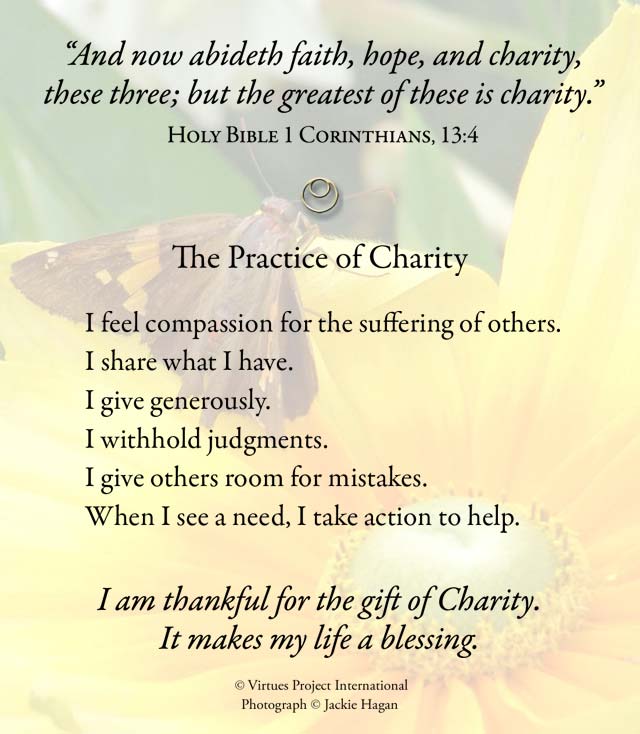 “And now abideth faith, hope, and charity,
these three; but the greatest of these is charity.”
Holy Bible 1 Corinthians, 13:4
The Practice of Charity
I feel compassion for the suffering of others.
I share what I have.
I give generously.
I withhold judgments.
I give others room for mistakes.
When I see a need, I take action to help.
I am thankful for the gift of Charity.
It makes my life a blessing.
© Virtues Project International
Photograph © Jackie Hagan